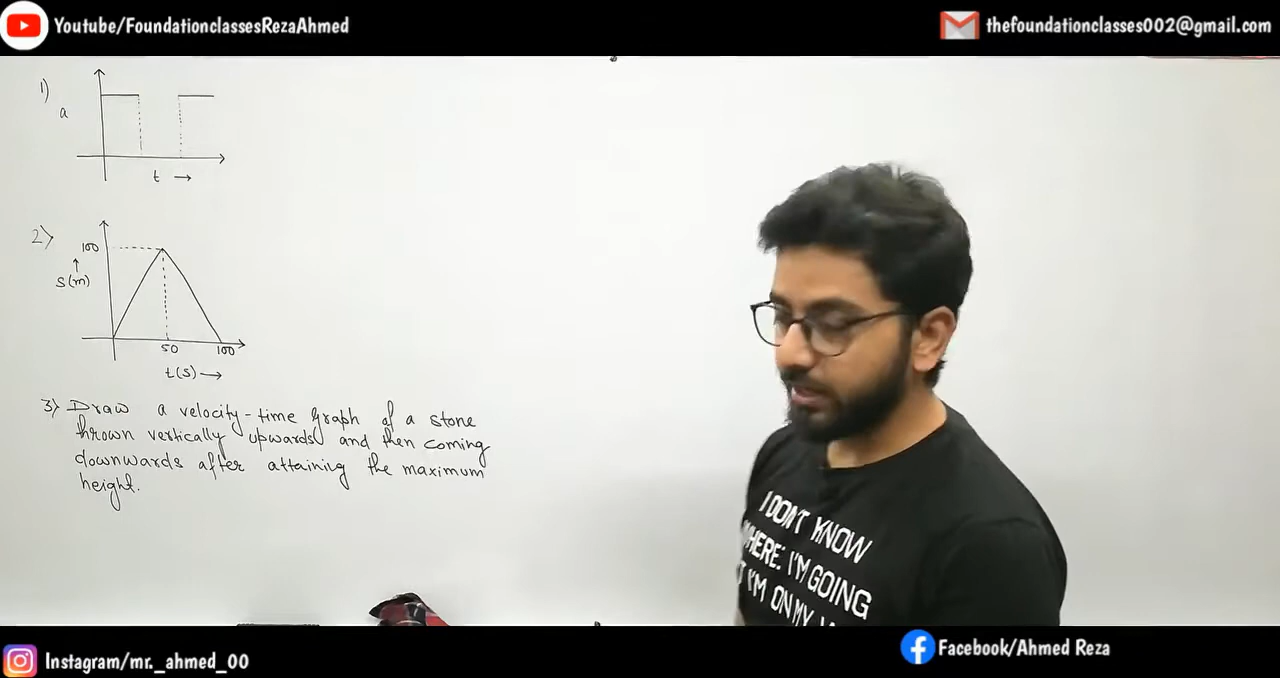 Youtube/FoundationclassesRezaAhmed
thefoundationclasses002@gmail.com
1)
a
t →
2)
100
↑
S(m)
50 100
t(s) →
3) Draw a velocity-time graph of a stone
thrown vertically upwards and then coming
downwards after attaining the maximum
height.
I DON'T KNOW
WHERE I'M GOING
I'M ON MY
Instagram/mr._ahmed_00
Facebook/Ahmed Reza